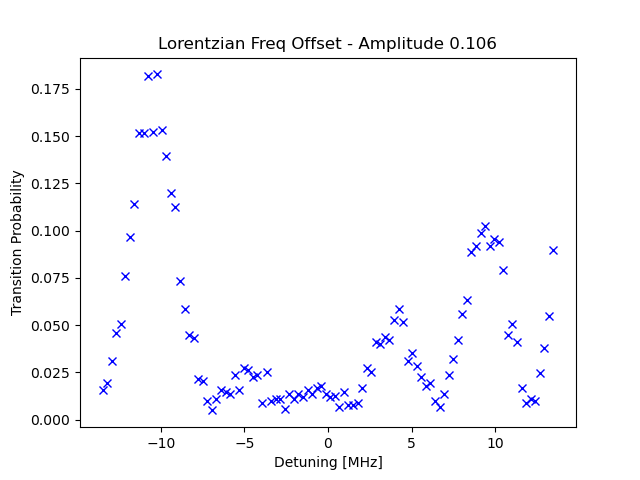 Lorentzian Freq Offset - Amplitude 0.106
Transition Probability
0.175
0.150
0.125
0.100
0.075
0.050
0.025
0.000
−10 −5 0 5 10
Detuning [MHz]